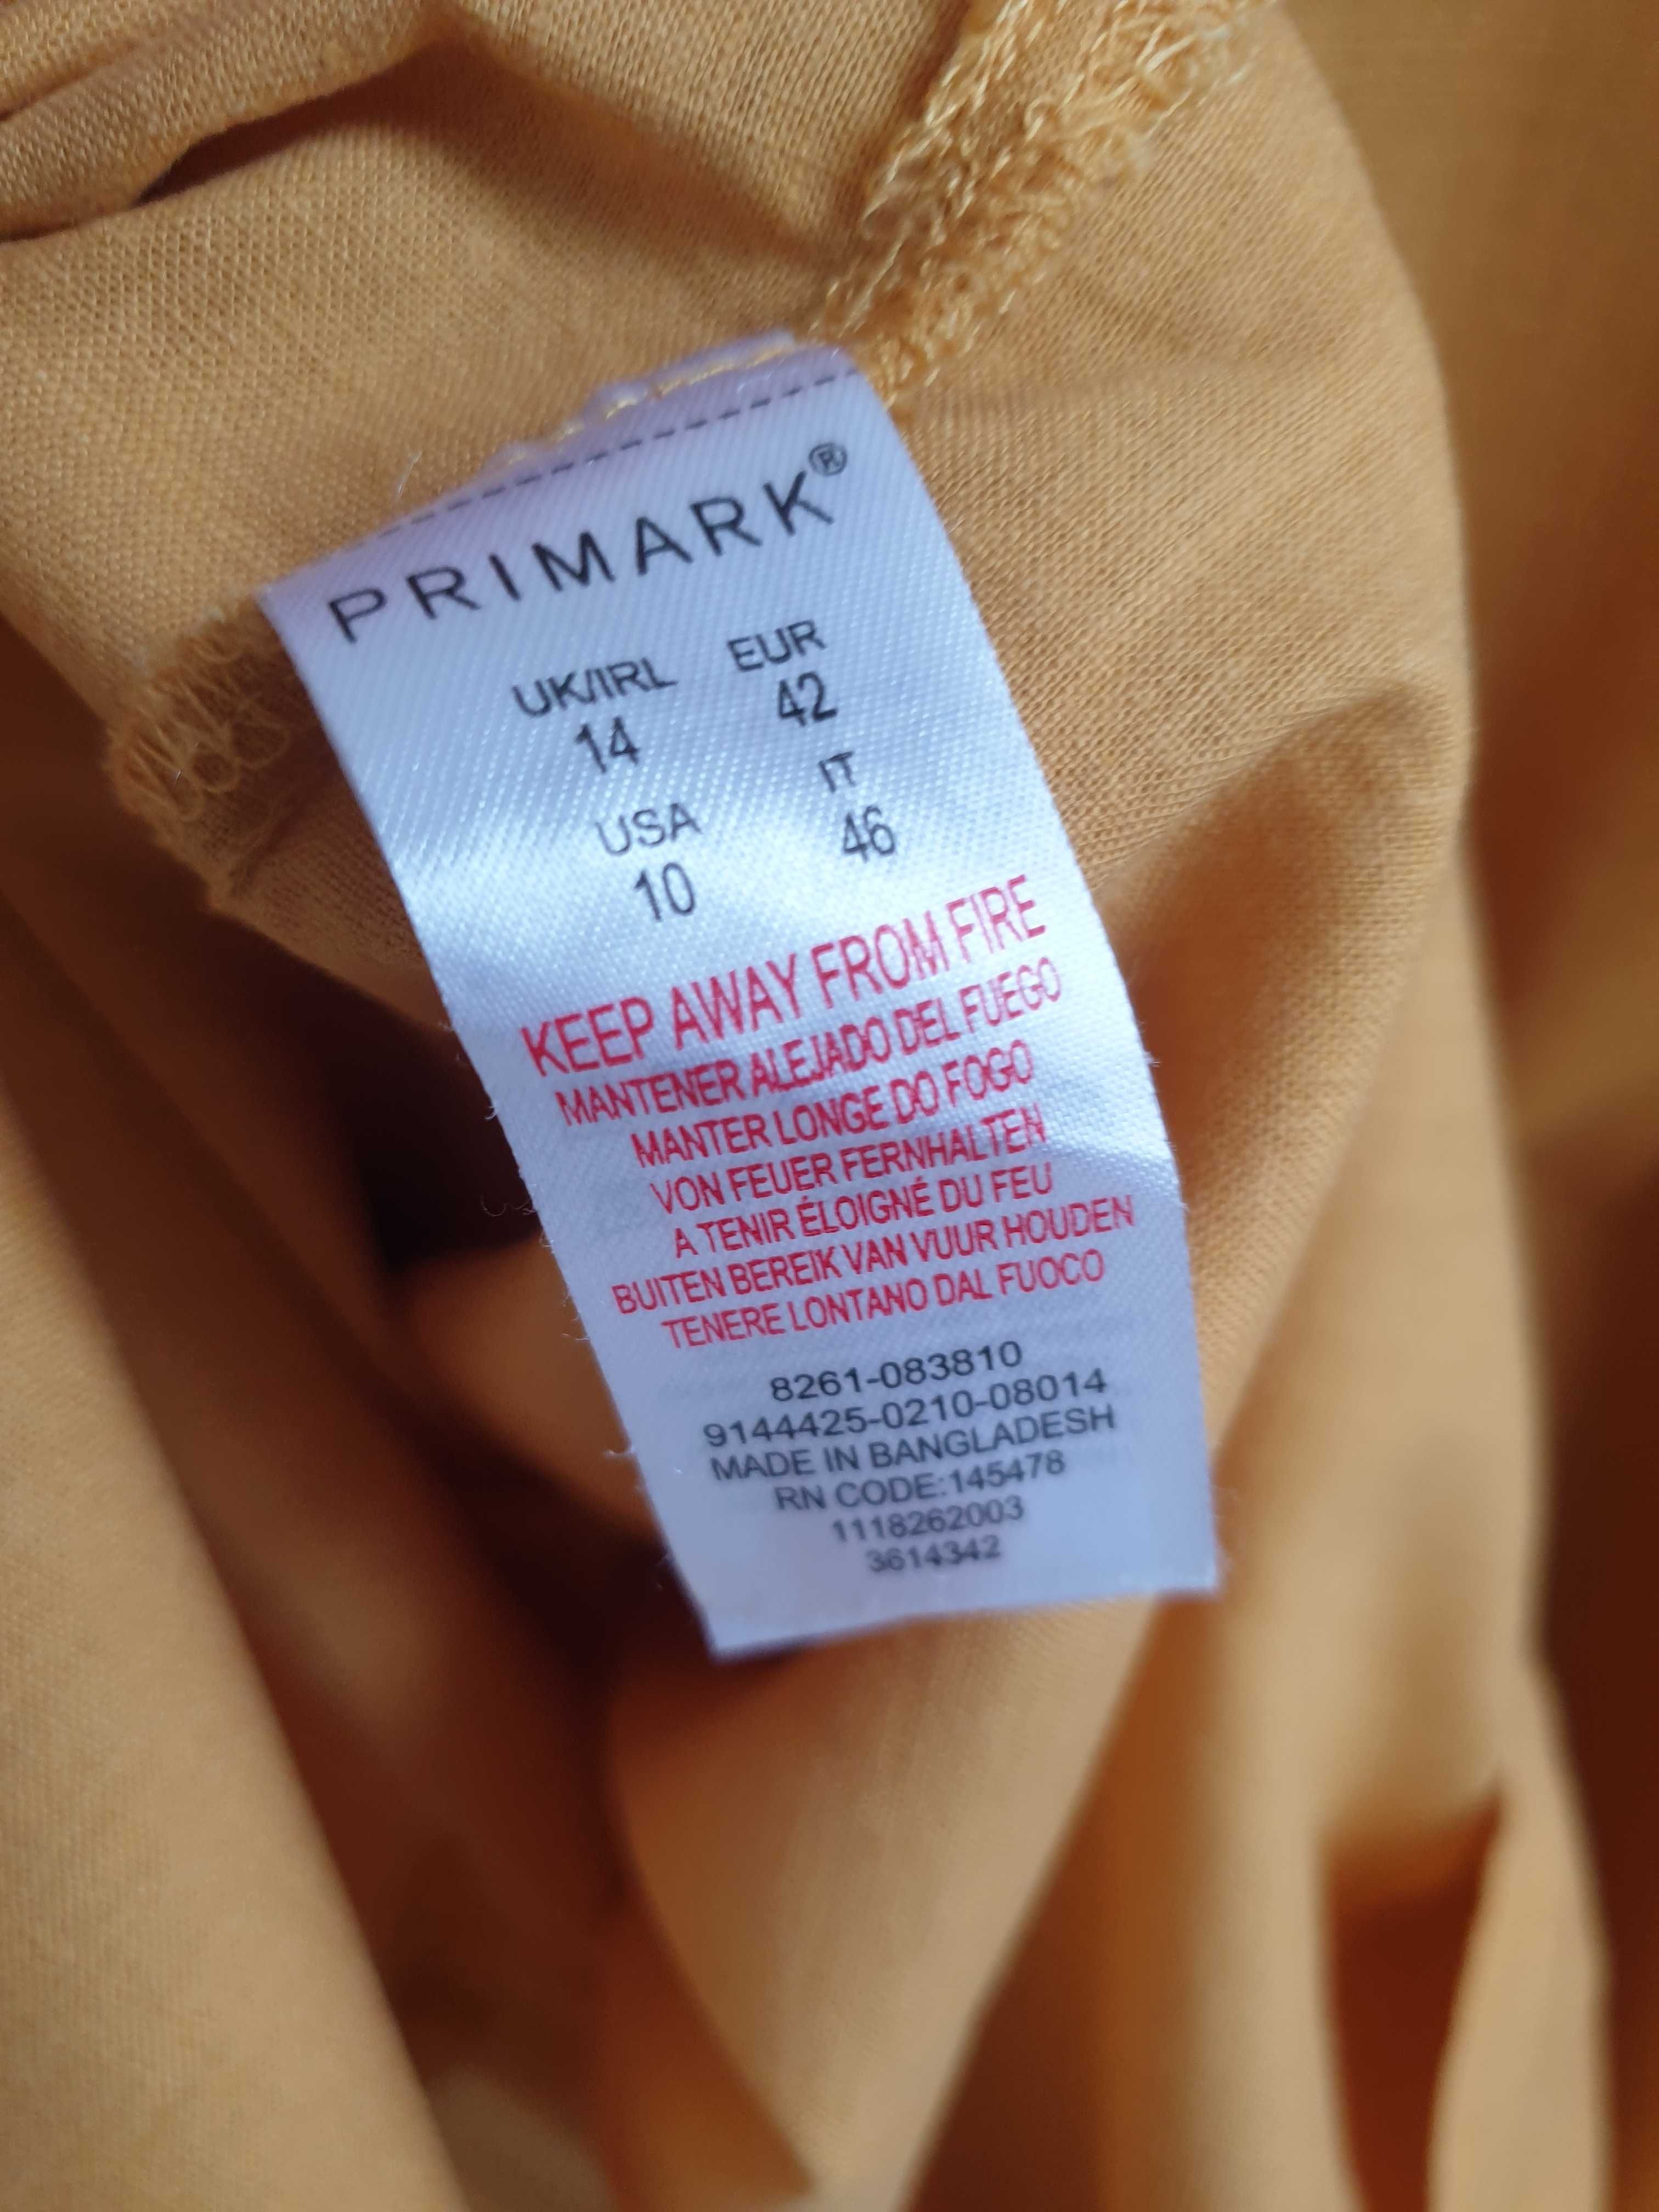 PRIMARK®
UK/IRL EUR
14 42
USA IT
10 46
KEEP AWAY FROM FIRE
MANTENER ALEJADO DEL FUEGO
MANTER LONGE DO FOGO
VON FEUER FERNHALTEN
A TENIR ÉLOIGNÉ DU FEU
BUITEN BEREIK VAN VUUR HOUDEN
TENERE LONTANO DAL FUOCO
8261-083810
9144425-0210-08014
MADE IN BANGLADESH
RN CODE:145478
1118262003
3614342